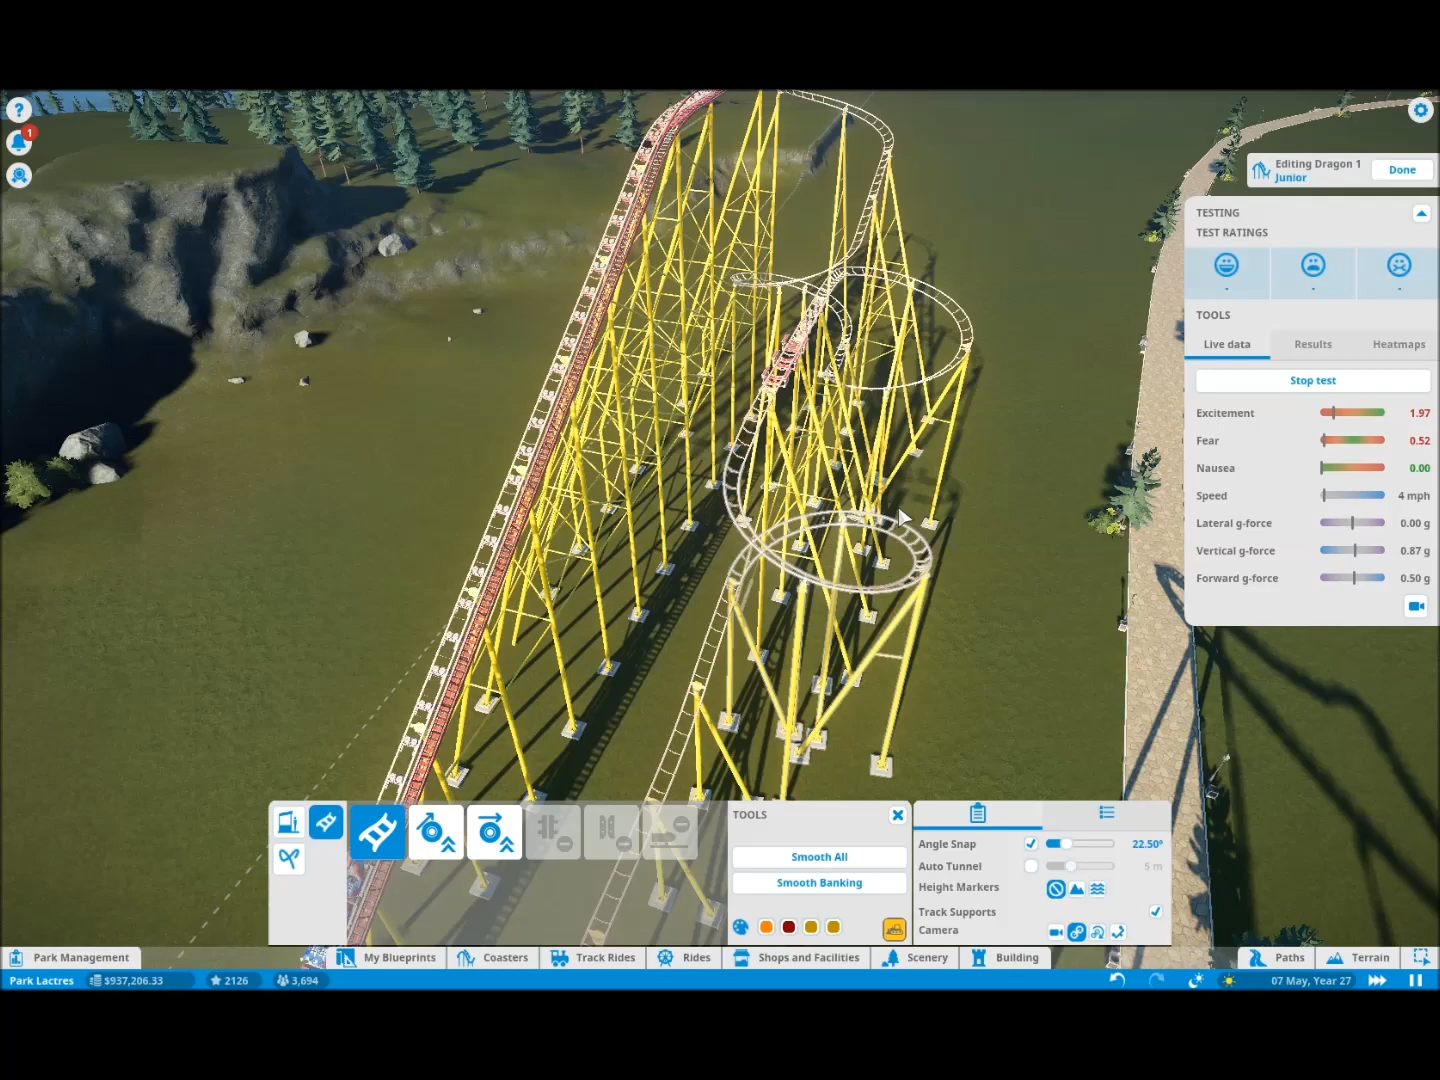 ?
1
Editing Dragon 1
Junior
Done
TESTING
TEST RATINGS
-
-
-
TOOLS
Live data
Results
Heatmaps
Stop test
Excitement 1.97
Fear 0.52
Nausea 0.00
Speed 4 mph
Lateral g-force 0.00 g
Vertical g-force 0.87 g
Forward g-force 0.50 g
TOOLS
Smooth All
Smooth Banking
Angle Snap 22.50°
Auto Tunnel 5 m
Height Markers
Track Supports
Camera
Park Management
My Blueprints
Coasters
Track Rides
Rides
Shops and Facilities
Scenery
Building
Paths
Terrain
Park Lactres
$937,206.33
2126
3,694
07 May, Year 27